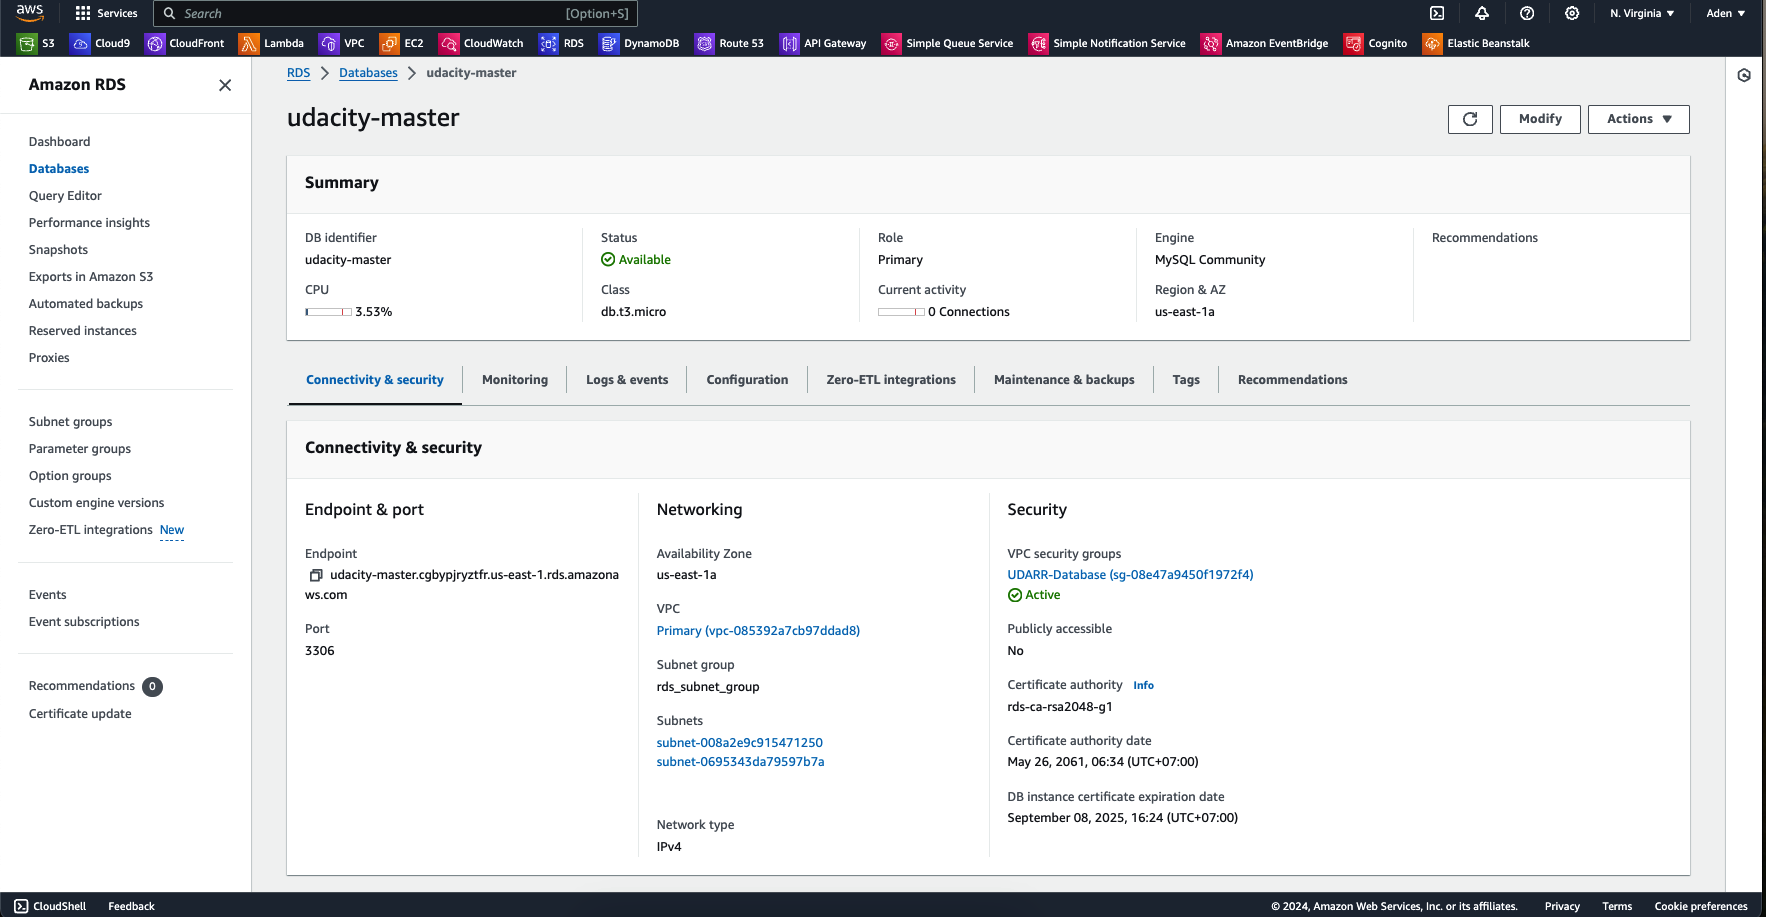 aws
Services
Search
[Option+S]
N. Virginia ▼
Aden ▼
S3
Cloud9
CloudFront
Lambda
VPC
EC2
CloudWatch
RDS
DynamoDB
Route 53
API Gateway
Simple Queue Service
Simple Notification Service
Amazon EventBridge
Cognito
Elastic Beanstalk
Amazon RDS
Dashboard
Databases
Query Editor
Performance insights
Snapshots
Exports in Amazon S3
Automated backups
Reserved instances
Proxies
Subnet groups
Parameter groups
Option groups
Custom engine versions
Zero-ETL integrations New
Events
Event subscriptions
Recommendations 0
Certificate update
RDS > Databases > udacity-master
udacity-master
Modify
Actions ▼
Summary
DB identifier
udacity-master
CPU
3.53%
Status
Available
Class
db.t3.micro
Role
Primary
Current activity
0 Connections
Engine
MySQL Community
Region & AZ
us-east-1a
Recommendations
Connectivity & security
Monitoring
Logs & events
Configuration
Zero-ETL integrations
Maintenance & backups
Tags
Recommendations
Connectivity & security
Endpoint & port
Endpoint
udacity-master.cgbypjryztfr.us-east-1.rds.amazona
ws.com
Port
3306
Networking
Availability Zone
us-east-1a
VPC
Primary (vpc-085392a7cb97ddad8)
Subnet group
rds_subnet_group
Subnets
subnet-008a2e9c915471250
subnet-0695343da79597b7a
Network type
IPv4
Security
VPC security groups
UDARR-Database (sg-08e47a9450f1972f4)
Active
Publicly accessible
No
Certificate authority Info
rds-ca-rsa2048-g1
Certificate authority date
May 26, 2061, 06:34 (UTC+07:00)
DB instance certificate expiration date
September 08, 2025, 16:24 (UTC+07:00)
CloudShell
Feedback
© 2024, Amazon Web Services, Inc. or its affiliates.
Privacy
Terms
Cookie preferences